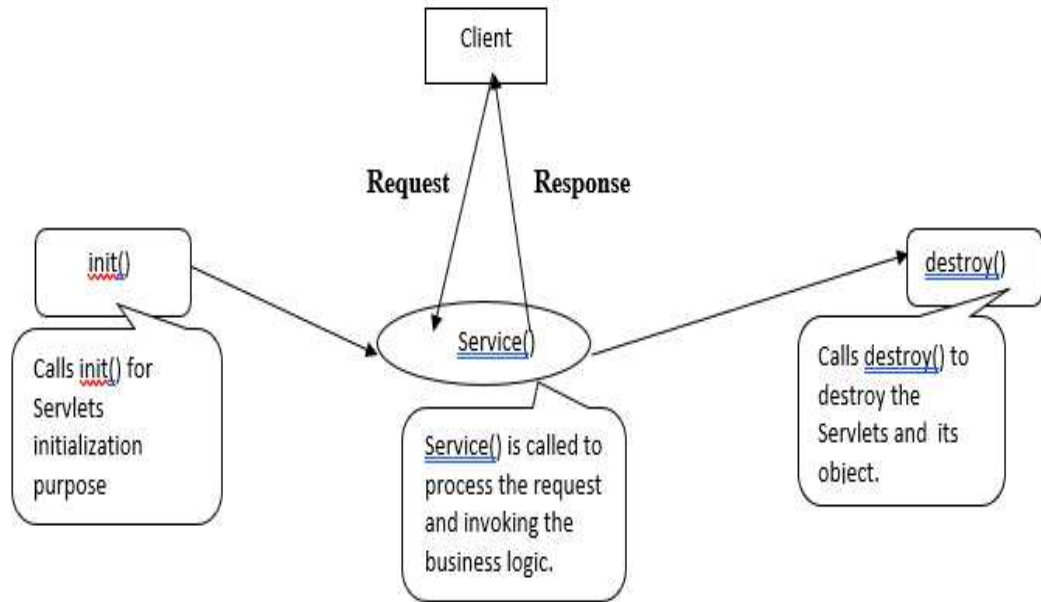 Client
Request
Response
init()
Service()
destroy()
Calls init() for
Servlets
initialization
purpose
Service() is called to
process the request
and invoking the
business logic.
Calls destroy() to
destroy the
Servlets and its
object.